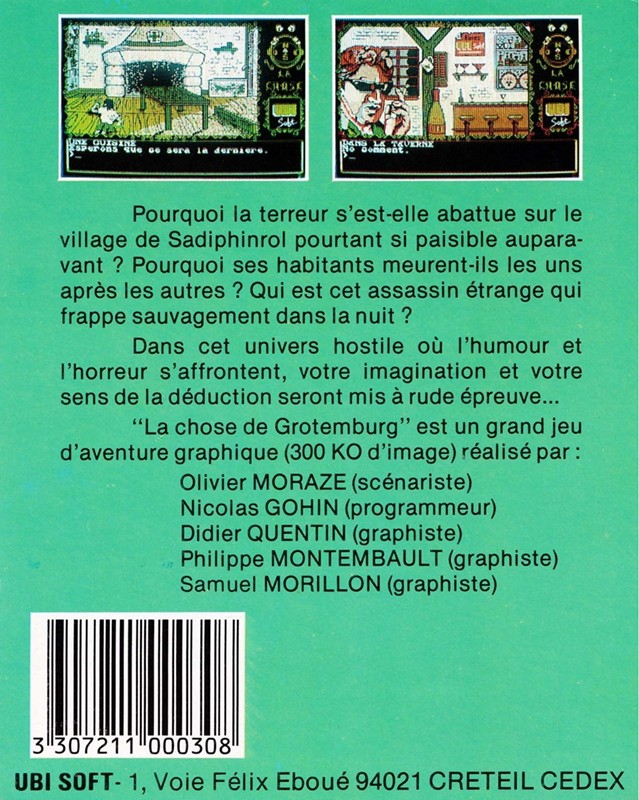 LA
CHOSE
Ubi
Soft
UNE CUISINE
Esperons que ce sera la derniere.
>_
LA
CHOSE
Ubi
Soft
DANS LA TAVERNE
No comment.
>_
Pourquoi la terreur s'est-elle abattue sur le
village de Sadiphinrol pourtant si paisible aupara-
vant ? Pourquoi ses habitants meurent-ils les uns
après les autres ? Qui est cet assassin étrange qui
frappe sauvagement dans la nuit ?
Dans cet univers hostile où l'humour et
l'horreur s'affrontent, votre imagination et votre
sens de la déduction seront mis à rude épreuve...
"La chose de Grotemburg" est un grand jeu
d'aventure graphique (300 KO d'image) réalisé par :
Olivier MORAZE (scénariste)
Nicolas GOHIN (programmeur)
Didier QUENTIN (graphiste)
Philippe MONTEMBAULT (graphiste)
Samuel MORILLON (graphiste)
3 307211 000308
UBI SOFT- 1, Voie Félix Eboué 94021 CRETEIL CEDEX